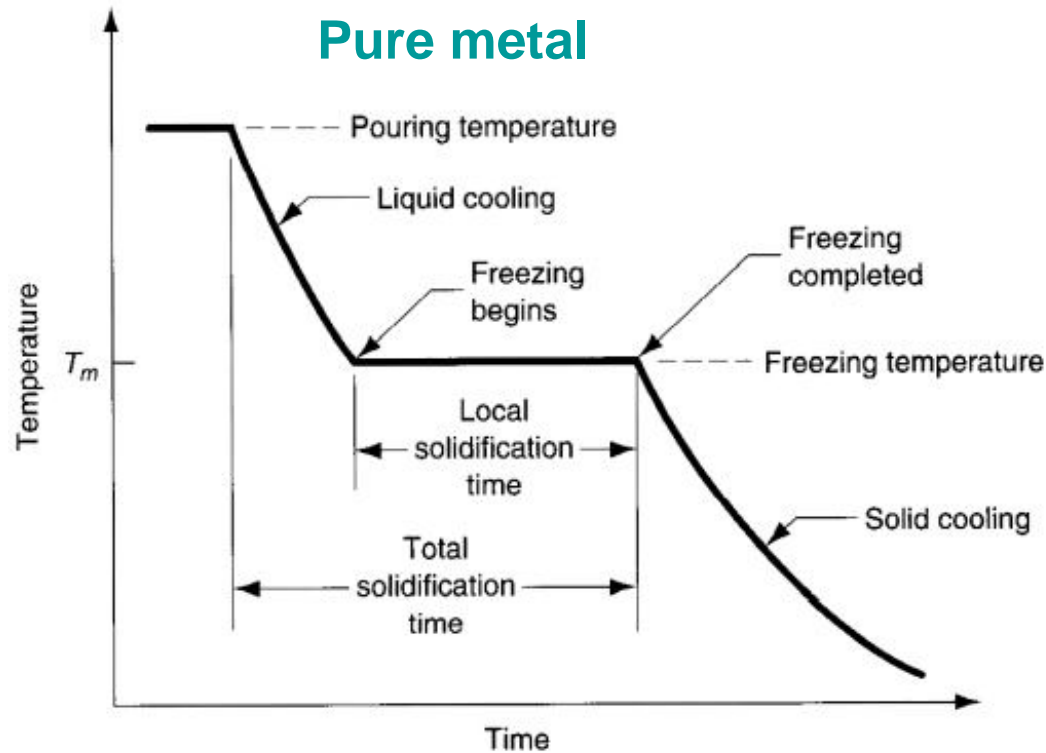 Pure metal
Pouring temperature
Liquid cooling
Freezing
begins
Freezing
completed
Temperature
T_m
Freezing temperature
Local
solidification
time
Solid cooling
Total
solidification
time
Time